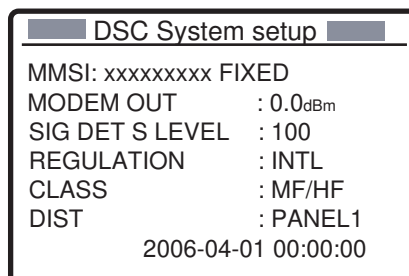 DSC System setup
MMSI: xxxxxxxxx FIXED
MODEM OUT : 0.0dBm
SIG DET S LEVEL : 100
REGULATION : INTL
CLASS : MF/HF
DIST : PANEL1
2006-04-01 00:00:00